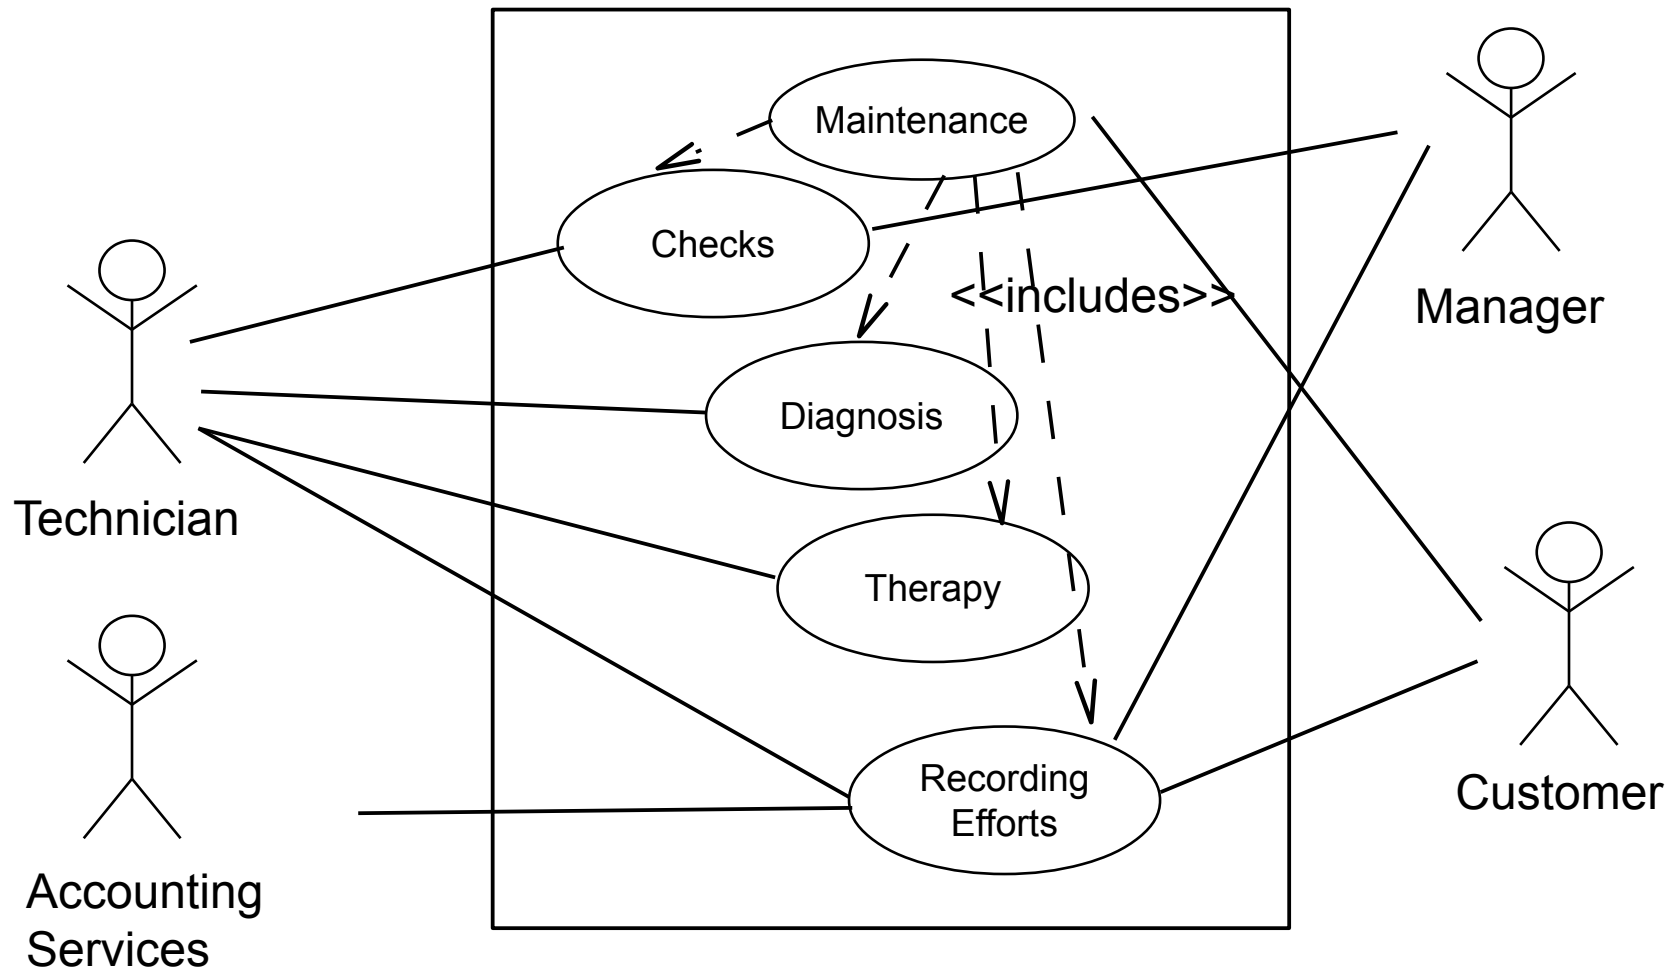 Maintenance
Checks
<<includes>>
Manager
Diagnosis
Technician
Therapy
Recording
Efforts
Customer
Accounting
Services